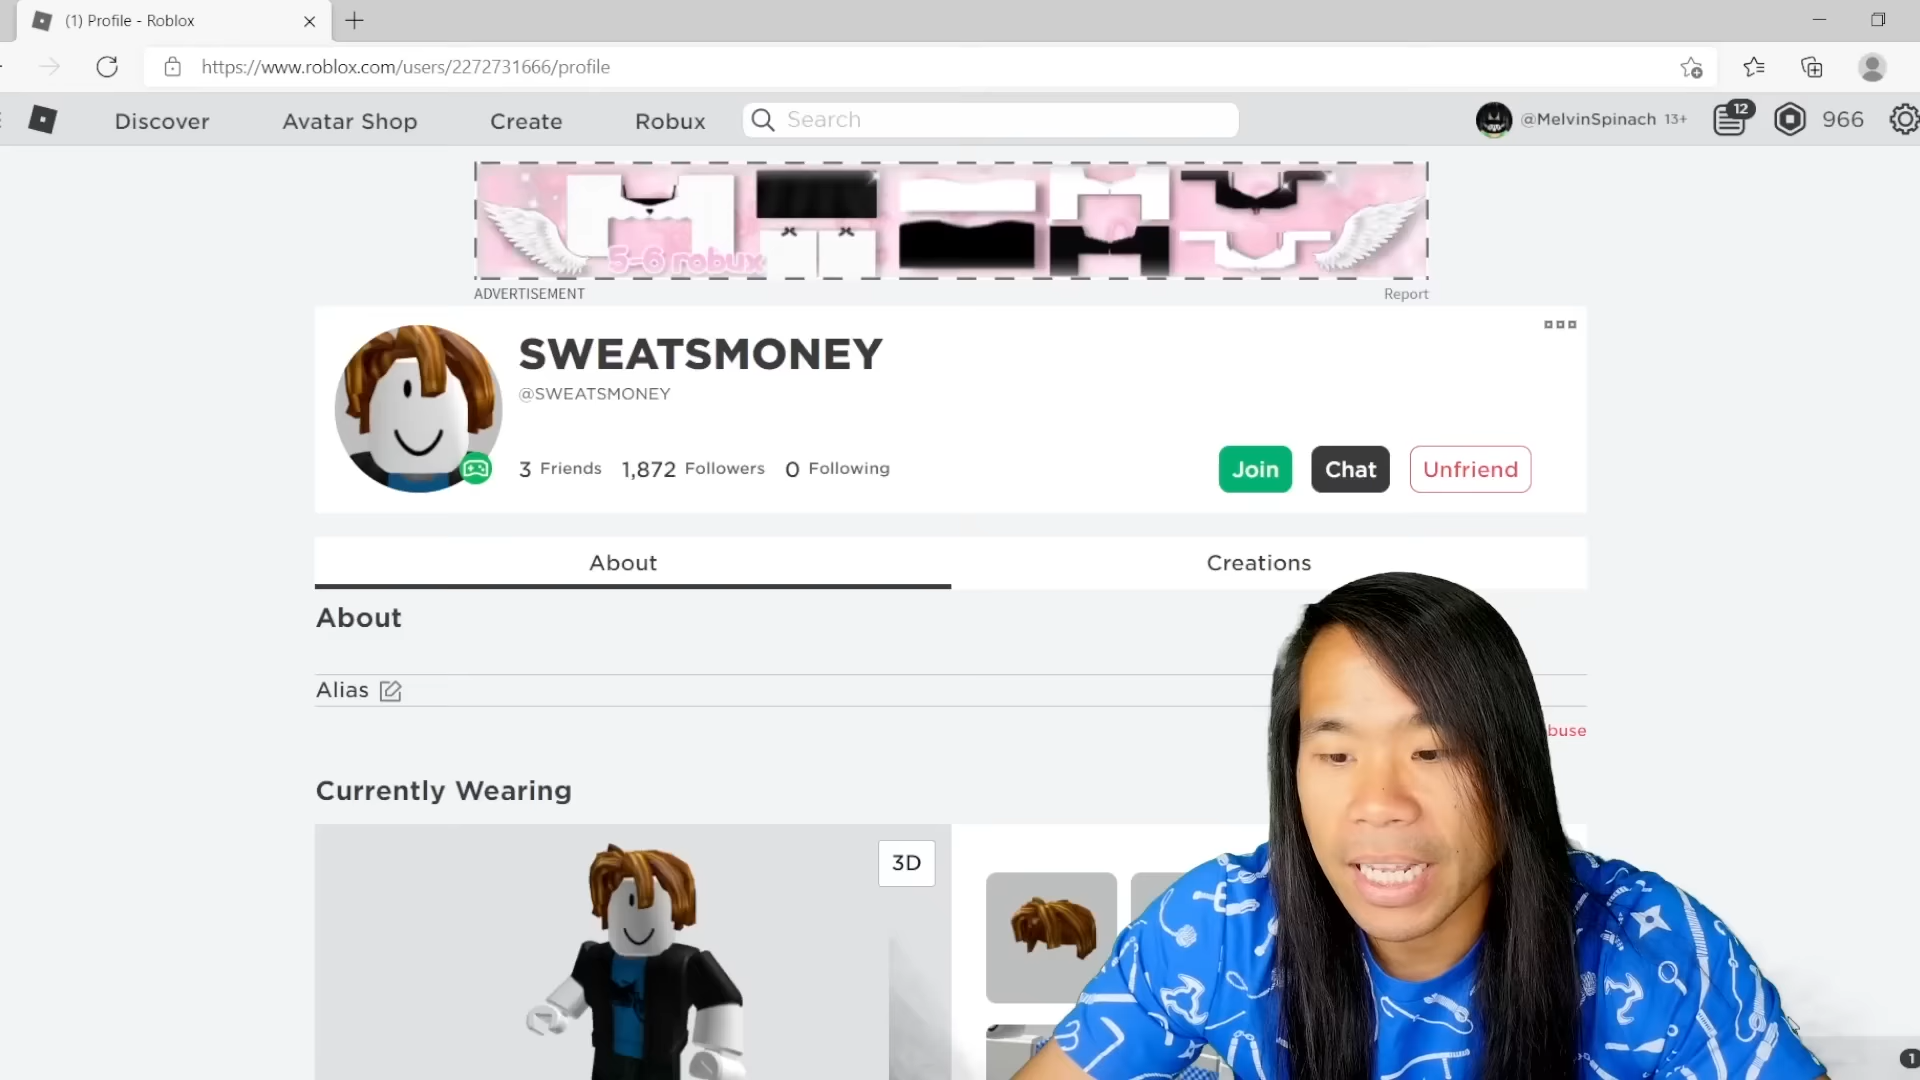 (1) Profile - Roblox
https://www.roblox.com/users/2272731666/profile
Discover Avatar Shop Create Robux Search @MelvinSpinach 13+ 12 966
5-6 robux
ADVERTISEMENT Report
SWEATSMONEY
@SWEATSMONEY
3 Friends 1,872 Followers 0 Following Join Chat Unfriend
About Creations
About
Alias
buse
Currently Wearing
3D
1